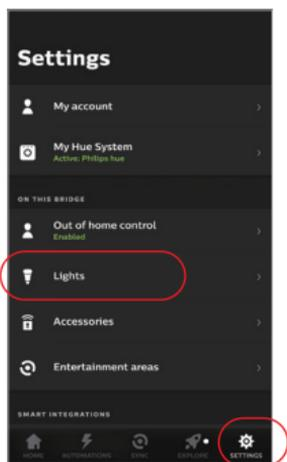 Settings
My account
My Hue System
Active: Philips hue
ON THIS BRIDGE
Out of home control
Enabled
Lights
Accessories
Entertainment areas
SMART INTEGRATIONS
HOME AUTOMATIONS SYNC EXPLORE SETTINGS